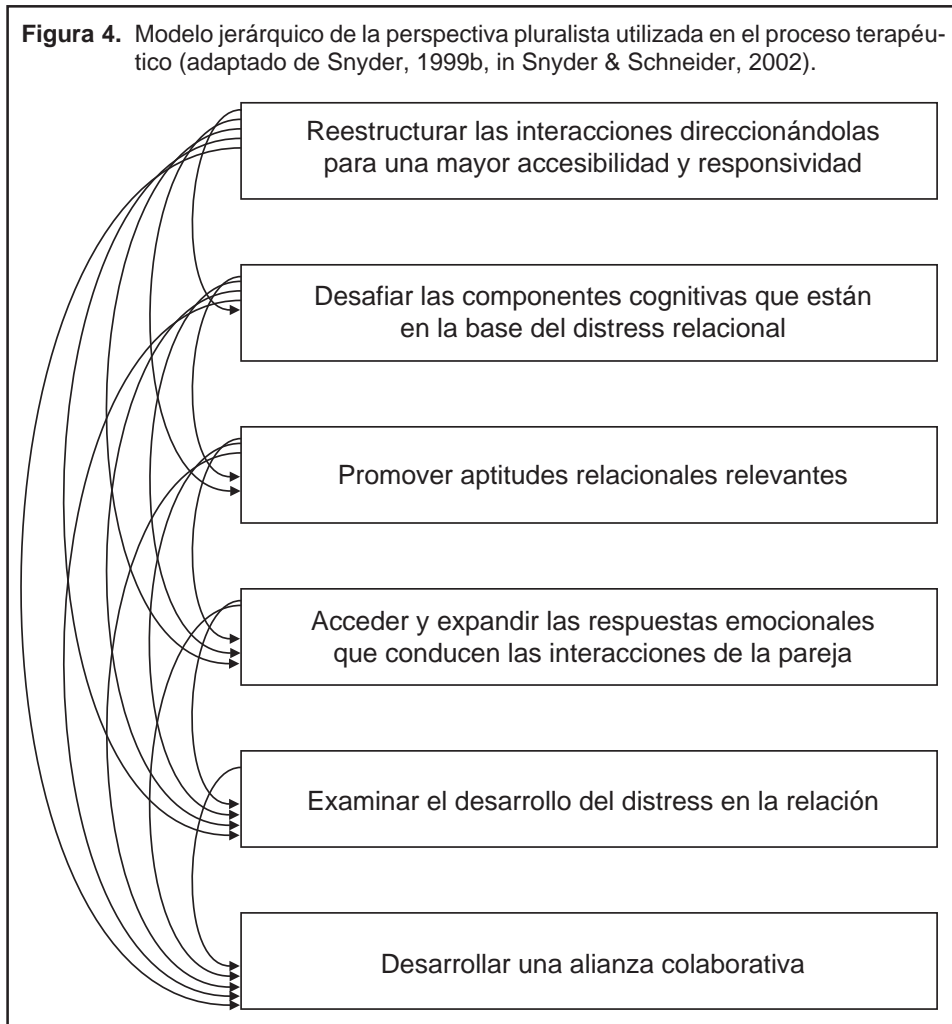 Figura 4. Modelo jerárquico de la perspectiva pluralista utilizada en el proceso terapéu-
tico (adaptado de Snyder, 1999b, in Snyder & Schneider, 2002).
Reestructurar las interacciones direccionándolas
para una mayor accesibilidad y responsividad
Desafiar las componentes cognitivas que están
en la base del distress relacional
Promover aptitudes relacionales relevantes
Acceder y expandir las respuestas emocionales
que conducen las interacciones de la pareja
Examinar el desarrollo del distress en la relación
Desarrollar una alianza colaborativa